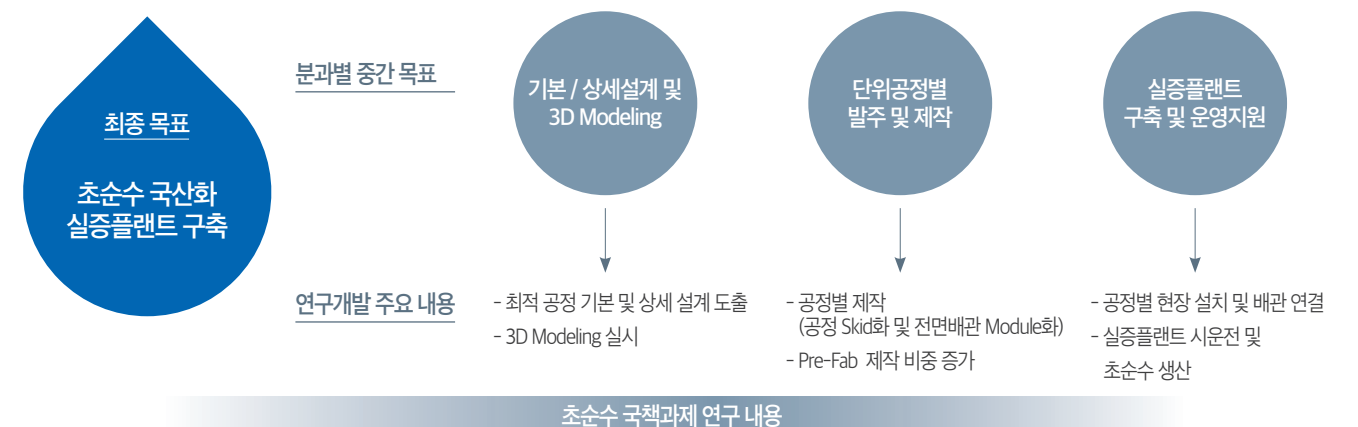 최종 목표
초순수 국산화
실증플랜트 구축
분과별 중간 목표
기본 / 상세설계 및
3D Modeling
단위공정별
발주 및 제작
실증플랜트
구축 및 운영지원
연구개발 주요 내용
- 최적 공정 기본 및 상세 설계 도출
- 3D Modeling 실시
- 공정별 제작
(공정 Skid화 및 전면배관 Module화)
- Pre-Fab 제작 비중 증가
- 공정별 현장 설치 및 배관 연결
- 실증플랜트 시운전 및
초순수 생산
초순수 국책과제 연구 내용